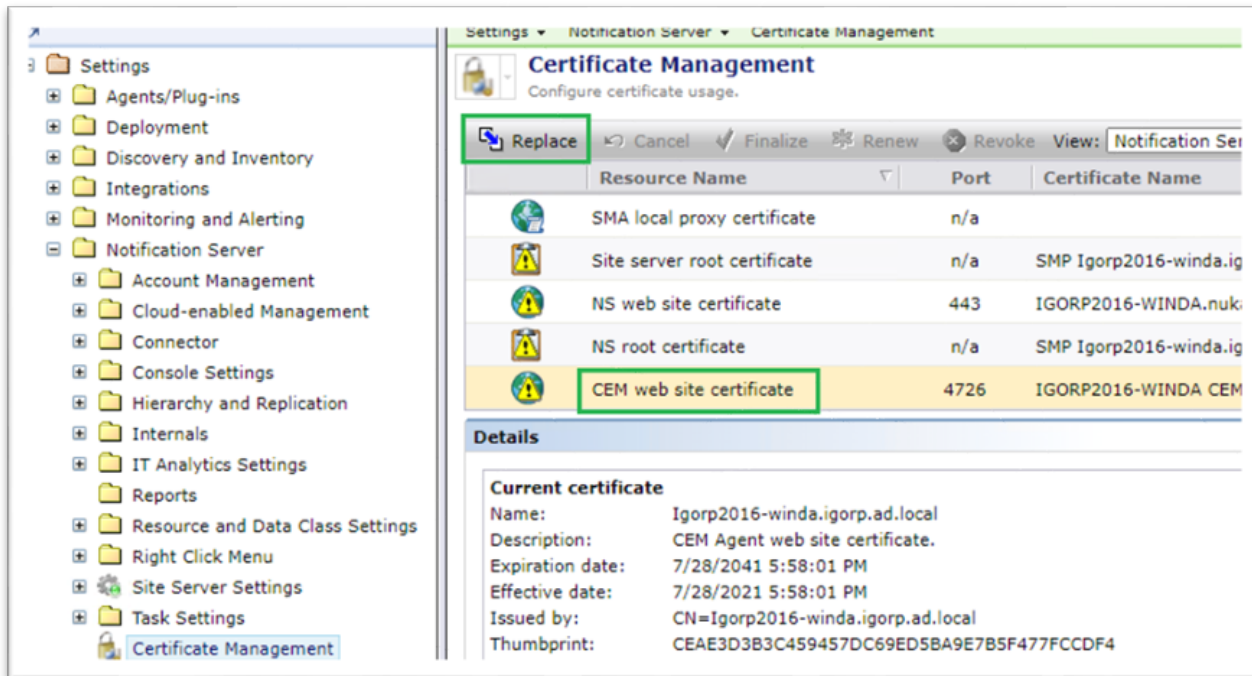 Settings
Agents/Plug-ins
Deployment
Discovery and Inventory
Integrations
Monitoring and Alerting
Notification Server
Account Management
Cloud-enabled Management
Connector
Console Settings
Hierarchy and Replication
Internals
IT Analytics Settings
Reports
Resource and Data Class Settings
Right Click Menu
Site Server Settings
Task Settings
Certificate Management
Settings Notification Server Certificate Management
Certificate Management
Configure certificate usage.
Replace Cancel Finalize Renew Revoke View: Notification Ser
Resource Name Port Certificate Name
SMA local proxy certificate n/a
Site server root certificate n/a SMP Igorp2016-winda.ig
NS web site certificate 443 IGORP2016-WINDA.nuk
NS root certificate n/a SMP Igorp2016-winda.ig
CEM web site certificate 4726 IGORP2016-WINDA CEM
Details
Current certificate
Name: Igorp2016-winda.igorp.ad.local
Description: CEM Agent web site certificate.
Expiration date: 7/28/2041 5:58:01 PM
Effective date: 7/28/2021 5:58:01 PM
Issued by: CN=Igorp2016-winda.igorp.ad.local
Thumbprint: CEAE3D3B3C459457DC69ED5BA9E7B5F477FCCDF4